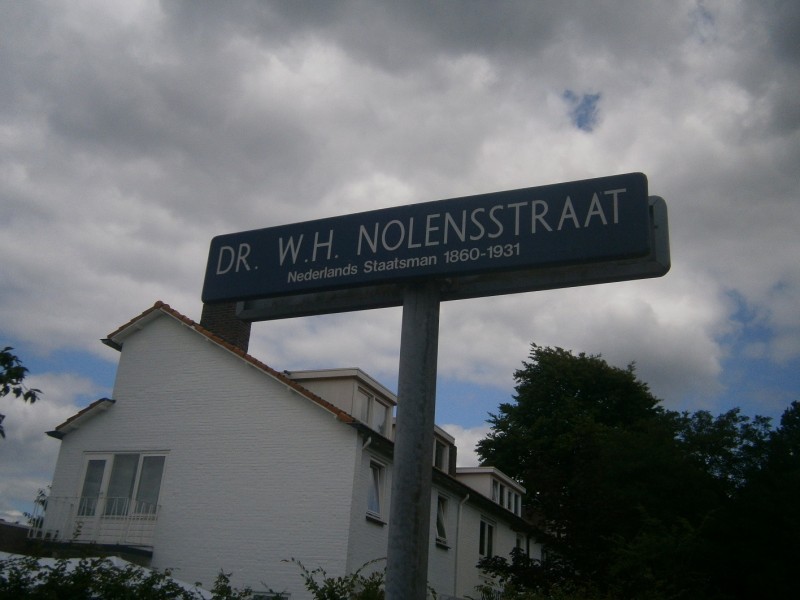 DR. W.H. NOLENSSTRAAT
Nederlands Staatsman 1860-1931